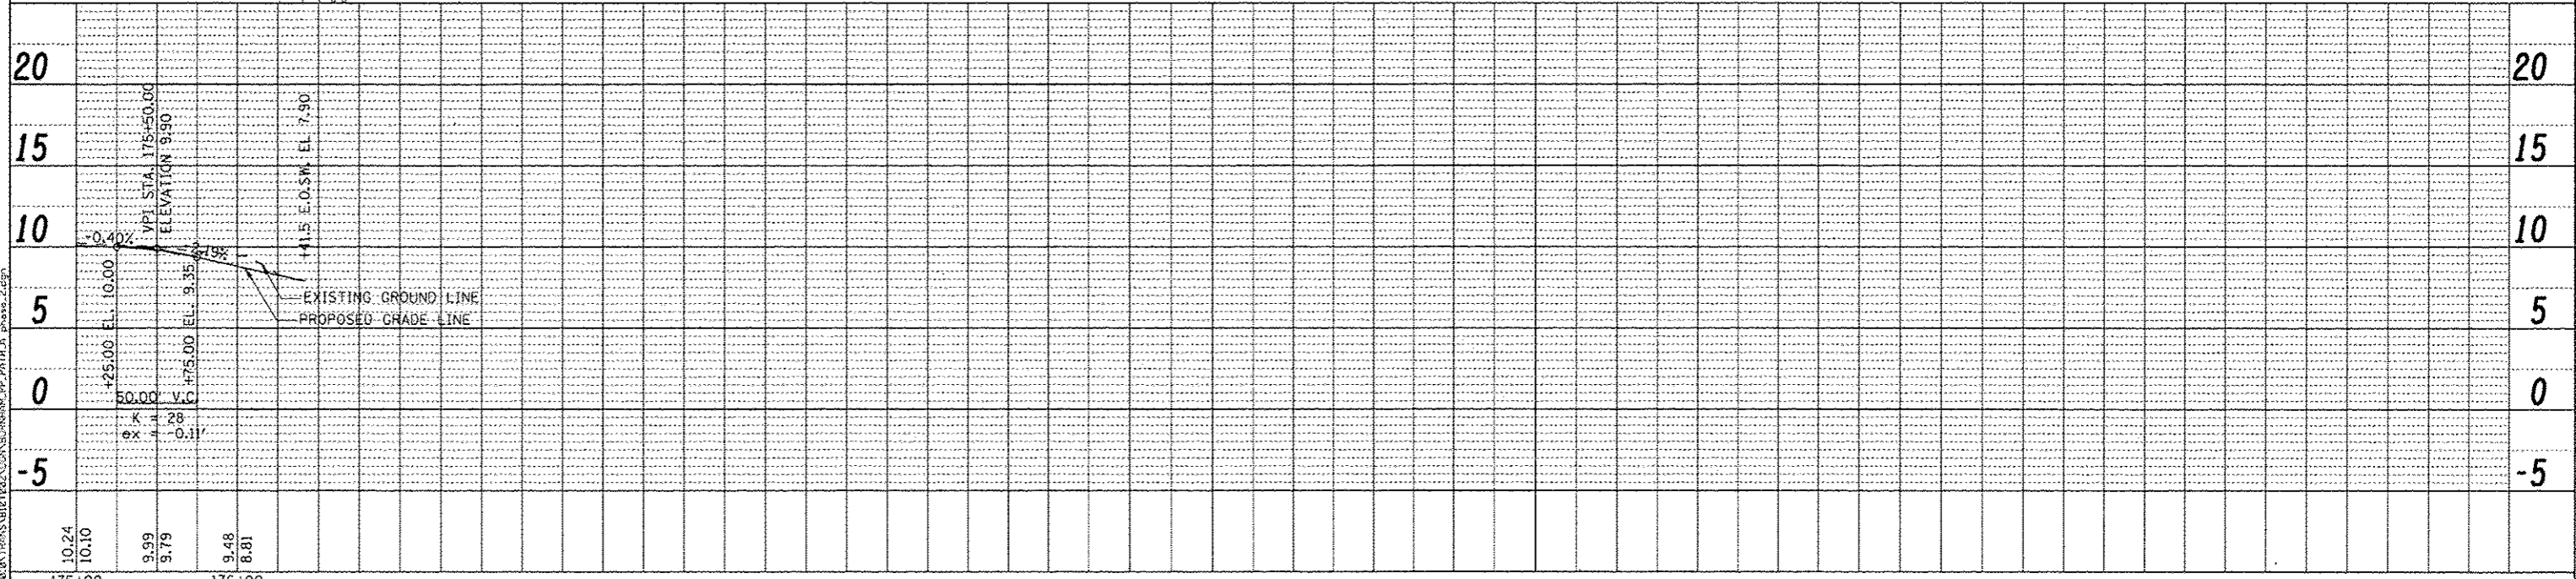 20
20
VPI STA. 175+50.00
ELEVATION 9.90
+41.5 E.O.SW. EL 7.90
15
15
10
10
-0.40%
+25.00 EL. 10.00
+75.00 EL. 9.35
EXISTING GROUND LINE
PROPOSED GRADE LINE
5
5
0
0
50.00' V.C.
K = 28
ex = -0.11'
-5
-5
10.24
10.10
9.99
9.79
9.48
8.81